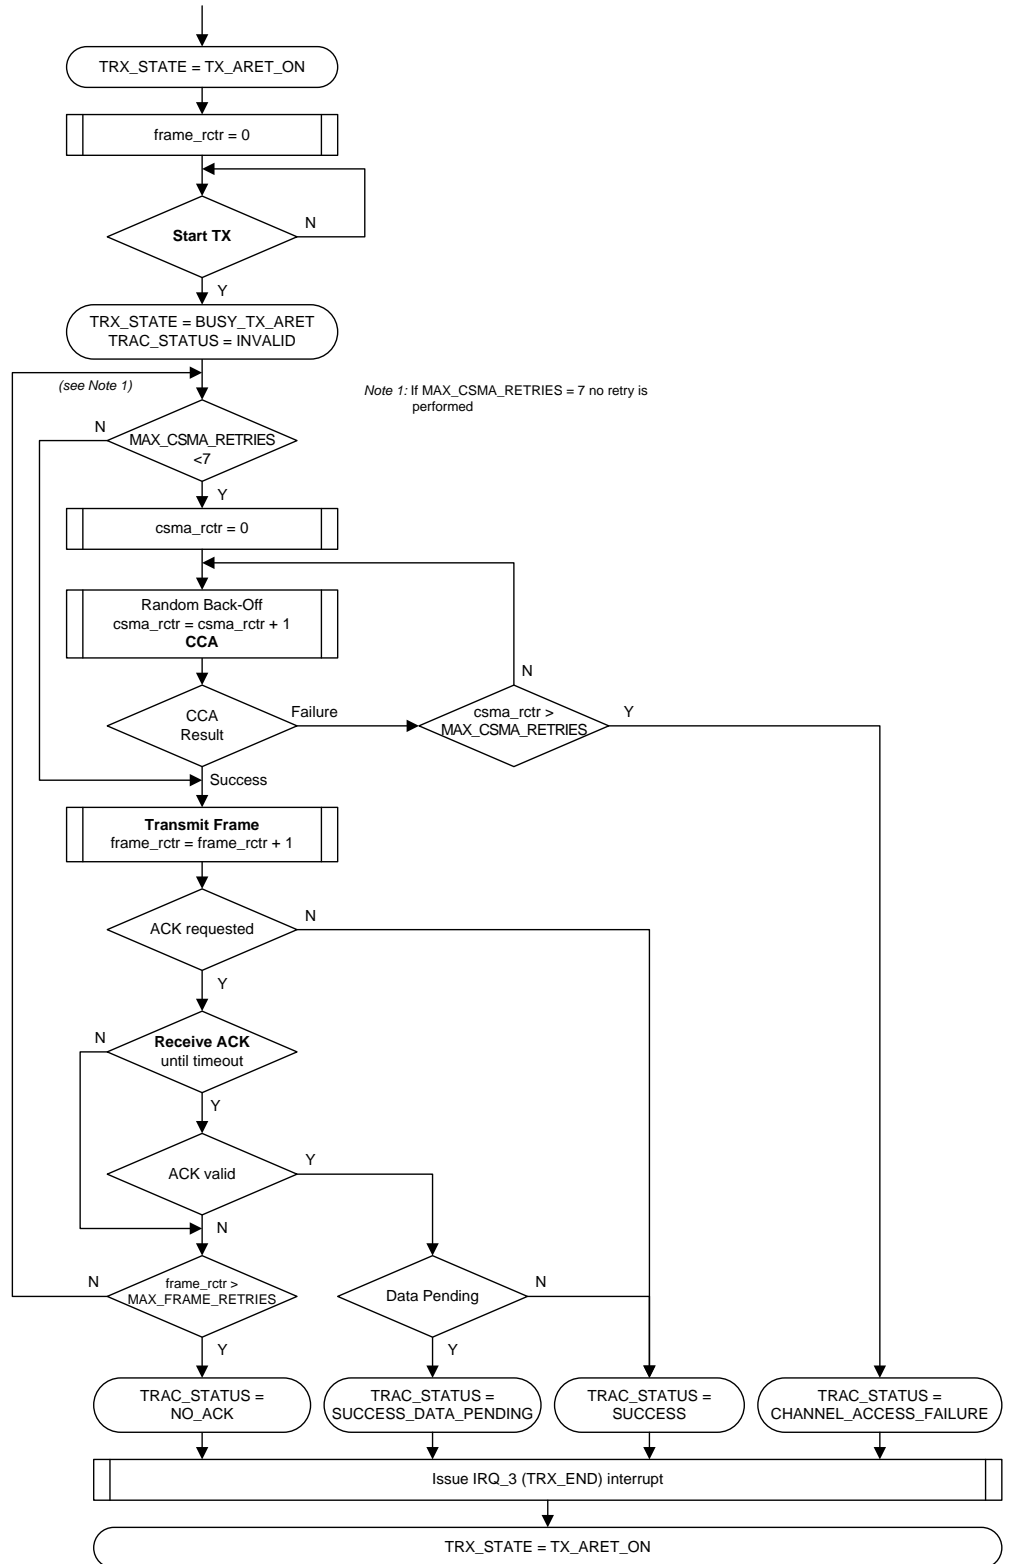 TRX_STATE = TX_ARET_ON
frame_rctr = 0
N
Start TX
Y
TRX_STATE = BUSY_TX_ARET
TRAC_STATUS = INVALID
(see Note 1)
Note 1: If MAX_CSMA_RETRIES = 7 no retry is
performed
N
MAX_CSMA_RETRIES
<7
Y
csma_rctr = 0
Random Back-Off
csma_rctr = csma_rctr + 1
CCA
N
CCA
Result
Failure
csma_rctr >
MAX_CSMA_RETRIES
Y
Success
Transmit Frame
frame_rctr = frame_rctr + 1
ACK requested
N
Y
N
Receive ACK
until timeout
Y
ACK valid
Y
N
N
frame_rctr >
MAX_FRAME_RETRIES
Data Pending
N
Y
Y
TRAC_STATUS =
NO_ACK
TRAC_STATUS =
SUCCESS_DATA_PENDING
TRAC_STATUS =
SUCCESS
TRAC_STATUS =
CHANNEL_ACCESS_FAILURE
Issue IRQ_3 (TRX_END) interrupt
TRX_STATE = TX_ARET_ON